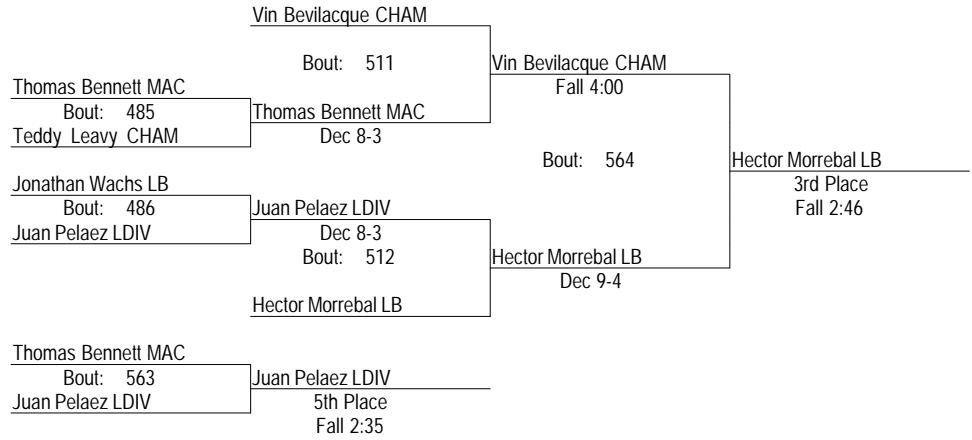 Vin Bevilacque CHAM
Bout: 511
Vin Bevilacque CHAM
Fall 4:00
Thomas Bennett MAC
Bout: 485
Teddy Leavy CHAM
Thomas Bennett MAC
Dec 8-3
Bout: 564
Hector Morrebal LB
3rd Place
Fall 2:46
Jonathan Wachs LB
Bout: 486
Juan Pelaez LDIV
Juan Pelaez LDIV
Dec 8-3
Bout: 512
Hector Morrebal LB
Dec 9-4
Hector Morrebal LB
Thomas Bennett MAC
Bout: 563
Juan Pelaez LDIV
Juan Pelaez LDIV
5th Place
Fall 2:35